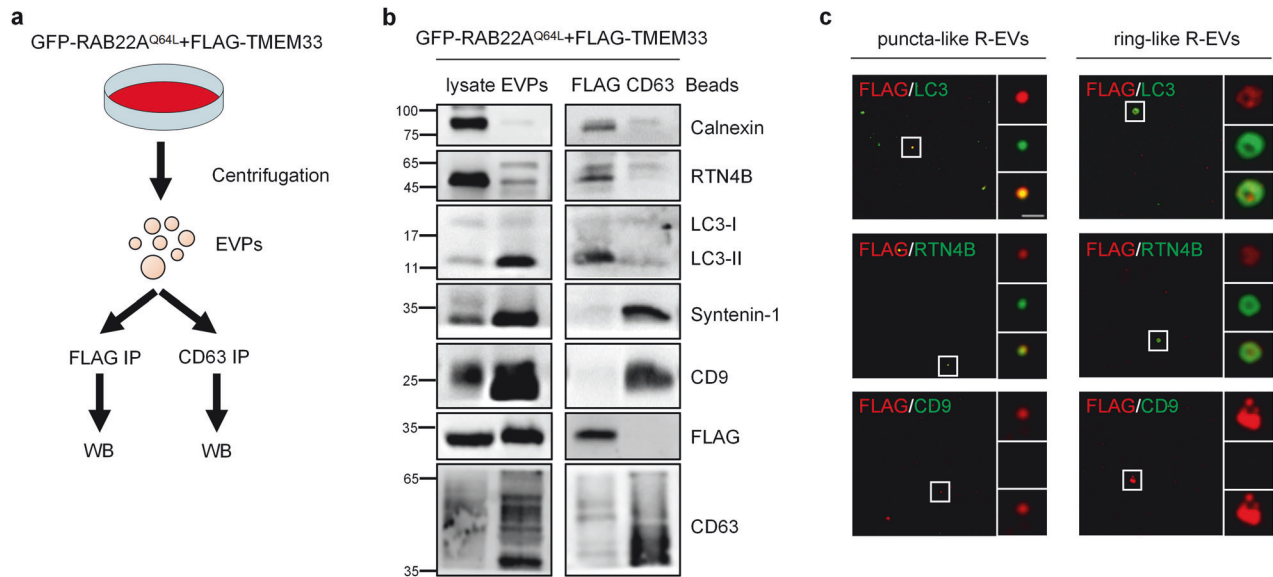 a
GFP-RAB22AQ64L+FLAG-TMEM33
Centrifugation
EVPs
FLAG IP CD63 IP
WB WB
b
GFP-RAB22AQ64L+FLAG-TMEM33
lysate EVPs FLAG CD63 Beads
100
75
Calnexin
65
45
RTN4B
17
11
LC3-I
LC3-II
35
Syntenin-1
25
CD9
35
FLAG
65
35
CD63
c
puncta-like R-EVs ring-like R-EVs
FLAG/LC3 FLAG/LC3
FLAG/RTN4B FLAG/RTN4B
FLAG/CD9 FLAG/CD9